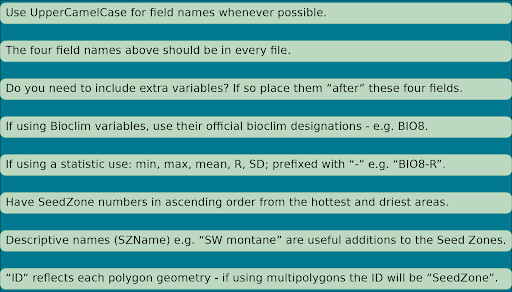 Use UpperCamelCase for field names whenever possible.
The four field names above should be in every file.
Do you need to include extra variables? If so place them “after” these four fields.
If using Bioclim variables, use their official bioclim designations - e.g. BIO8.
If using a statistic use: min, max, mean, R, SD; prefixed with “-” e.g. “BIO8-R”.
Have SeedZone numbers in ascending order from the hottest and driest areas.
Descriptive names (SZName) e.g. “SW montane” are useful additions to the Seed Zones.
“ID” reflects each polygon geometry - if using multipolygons the ID will be “SeedZone”.